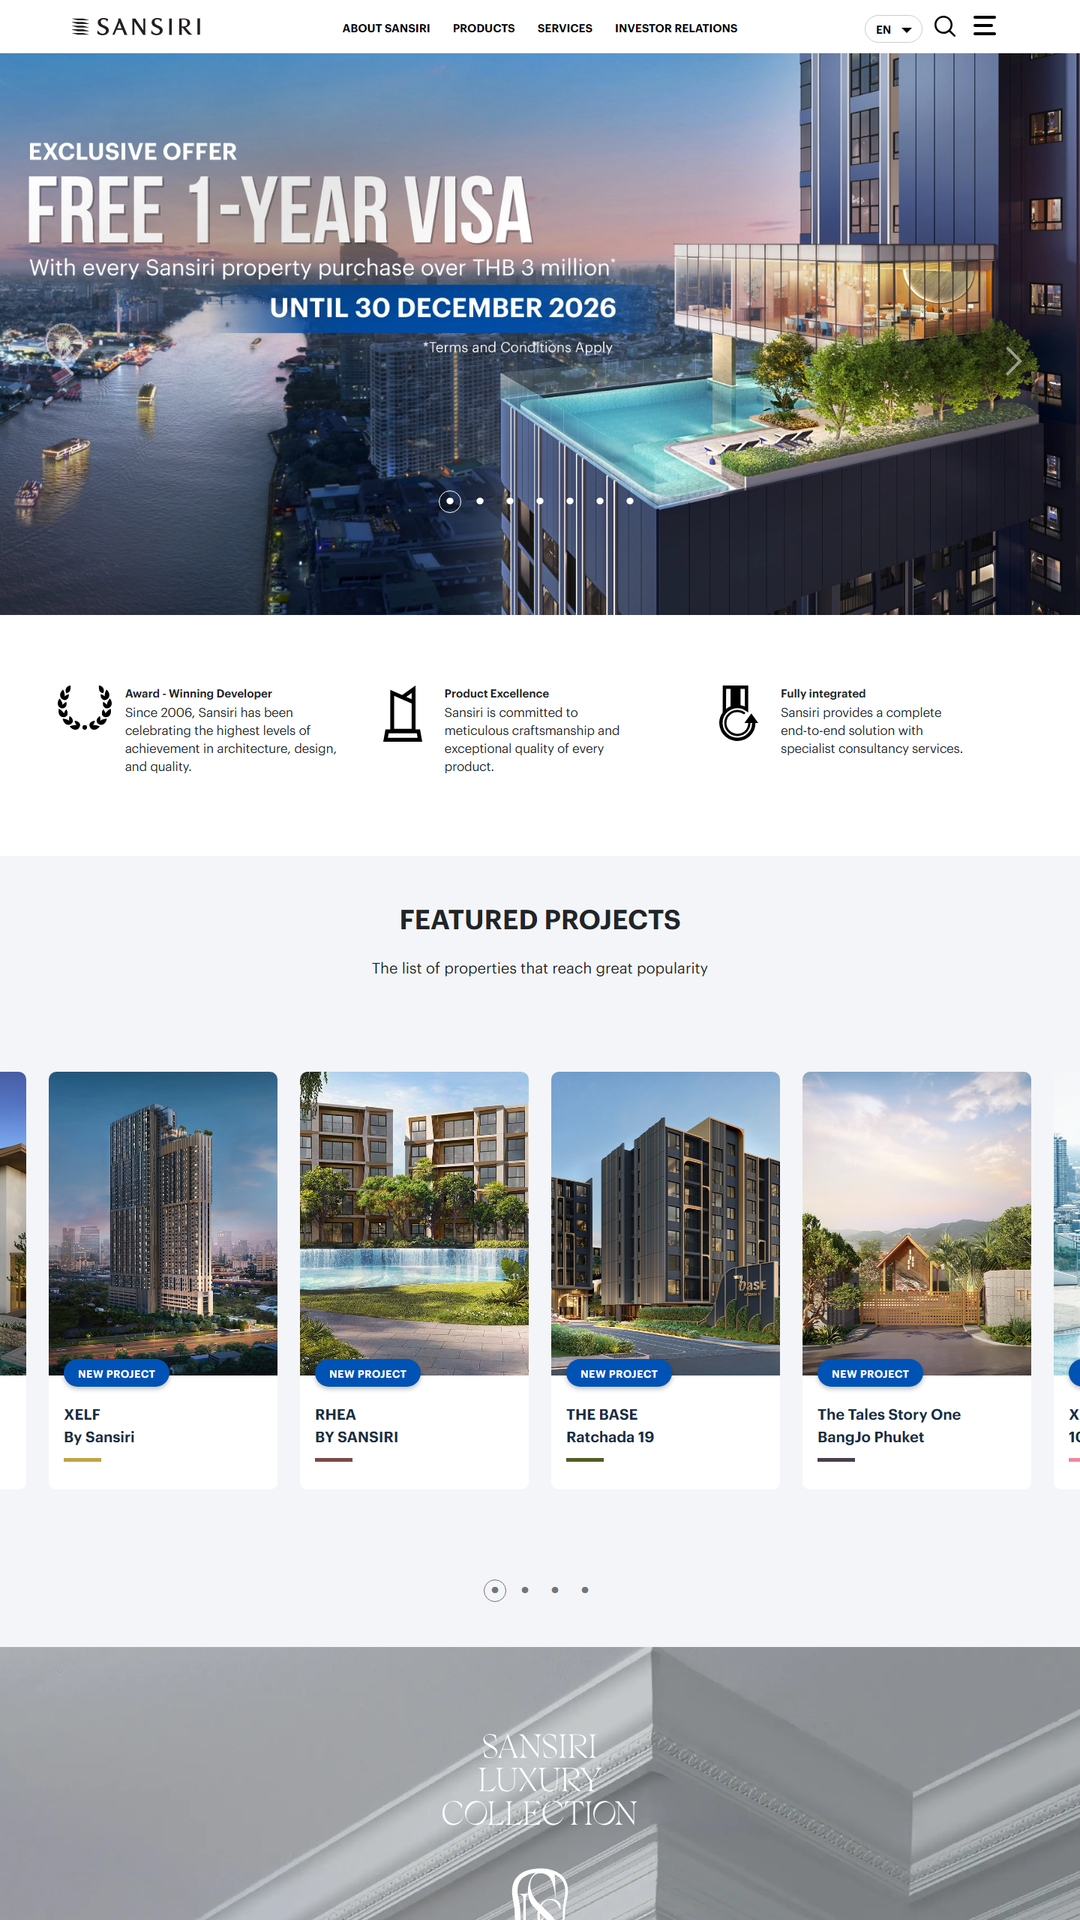 SANSIRI
ABOUT SANSIRI
PRODUCTS
SERVICES
INVESTOR RELATIONS
EN
EXCLUSIVE OFFER
FREE 1-YEAR VISA
With every Sansiri property purchase over THB 3 million*
UNTIL 30 DECEMBER 2026
*Terms and Conditions Apply
Award - Winning Developer
Since 2006, Sansiri has been
celebrating the highest levels of
achievement in architecture, design,
and quality.
Product Excellence
Sansiri is committed to
meticulous craftsmanship and
exceptional quality of every
product.
Fully integrated
Sansiri provides a complete
end-to-end solution with
specialist consultancy services.
FEATURED PROJECTS
The list of properties that reach great popularity
NEW PROJECT
XELF
By Sansiri
NEW PROJECT
RHEA
BY SANSIRI
the BASE
NEW PROJECT
THE BASE
Ratchada 19
TH
NEW PROJECT
The Tales Story One
BangJo Phuket
X
10
SANSIRI
LUXURY
COLLECTION